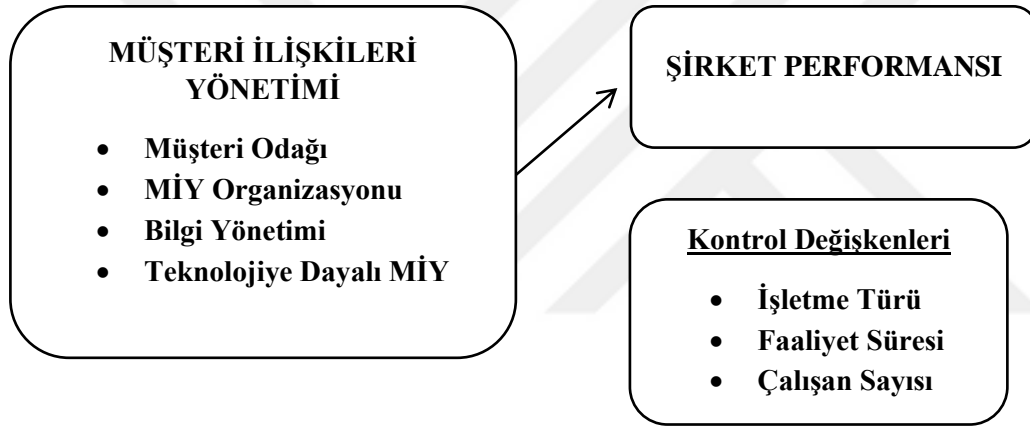 MÜŞTERİ İLİŞKİLERİ
YÖNETİMİ
• Müşteri Odağı
• MİY Organizasyonu
• Bilgi Yönetimi
• Teknolojiye Dayalı MİY
ŞİRKET PERFORMANSI
Kontrol Değişkenleri
• İşletme Türü
• Faaliyet Süresi
• Çalışan Sayısı